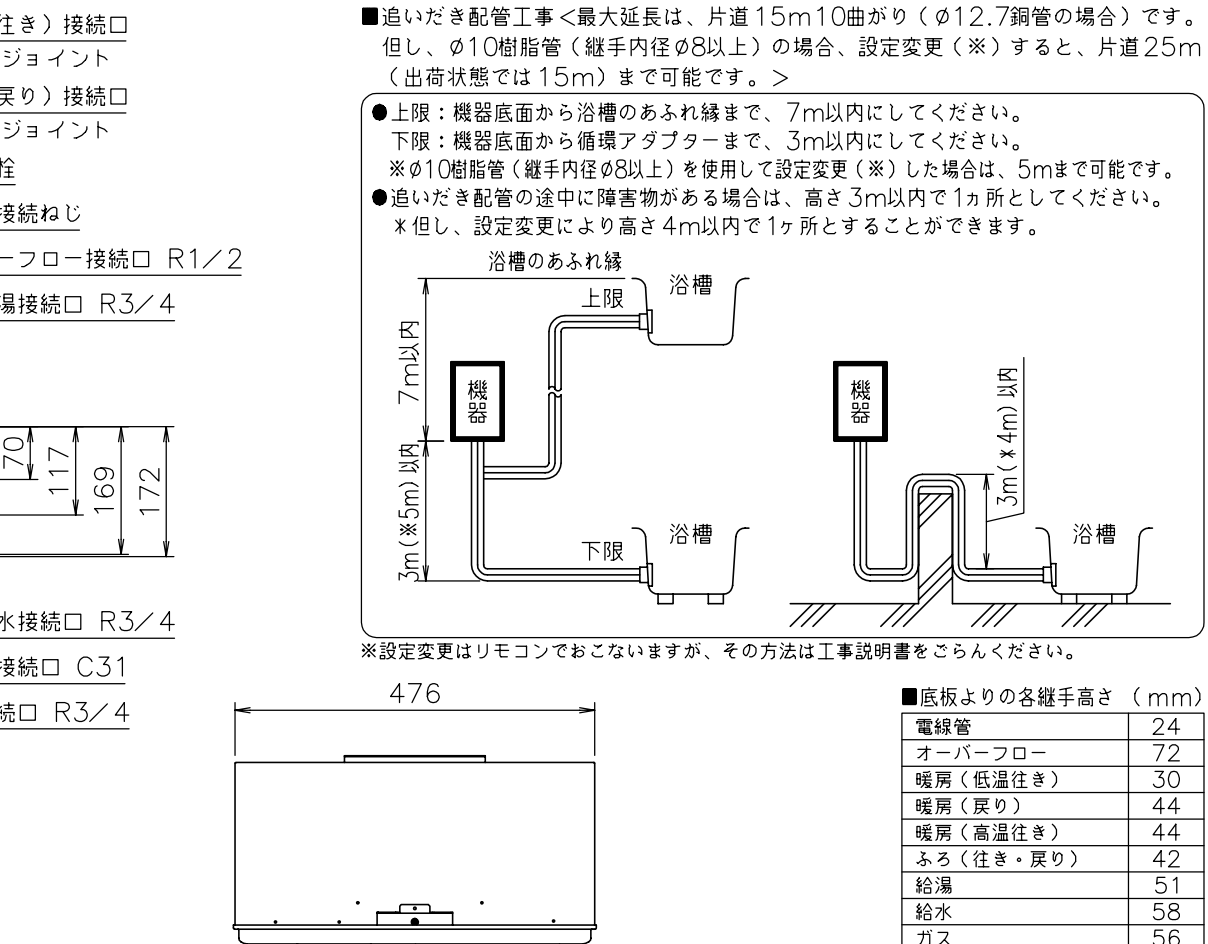 往き）接続口
ジョイント
戻り）接続口
ジョイント
栓
接続ねじ
ーフロー接続口 R1／2
湯接続口 R3／4
70
117
169
172
水接続口 R3／4
接続口 C31
続口 R3／4
■追いだき配管工事＜最大延長は、片道15m10曲がり（φ12.7銅管の場合）です。
但し、φ10樹脂管（継手内径φ8以上）の場合、設定変更（※）すると、片道25m
（出荷状態では15m）まで可能です。＞
●上限：機器底面から浴槽のあふれ縁まで、7m以内にしてください。
下限：機器底面から循環アダプターまで、3m以内にしてください。
※φ10樹脂管（継手内径φ8以上）を使用して設定変更（※）した場合は、5mまで可能です。
●追いだき配管の途中に障害物がある場合は、高さ3m以内で1ヵ所としてください。
＊但し、設定変更により高さ4m以内で1ヶ所とすることができます。
浴槽のあふれ縁
浴槽
上限
7m以内
機器
3m(※5m)以内
下限
浴槽
機器
3m(＊4m)以内
浴槽
※設定変更はリモコンでおこないますが、その方法は工事説明書をごらんください。
476
■底板よりの各継手高さ （mm）
電線管 24
オーバーフロー 72
暖房（低温往き） 30
暖房（戻り） 44
暖房（高温往き） 44
ふろ（往き・戻り） 42
給湯 51
給水 58
ガス 56